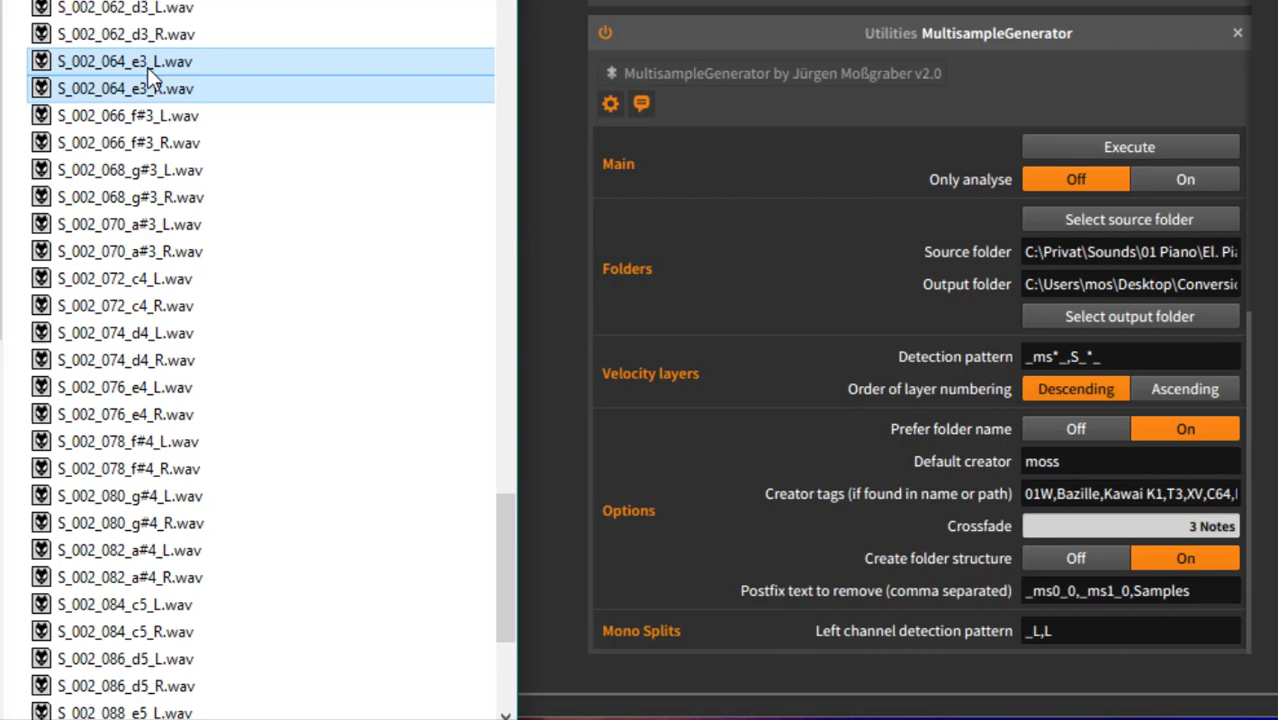 S_002_062_d3_L.wav
S_002_062_d3_R.wav
S_002_064_e3_L.wav
S_002_064_e3_R.wav
S_002_066_f#3_L.wav
S_002_066_f#3_R.wav
S_002_068_g#3_L.wav
S_002_068_g#3_R.wav
S_002_070_a#3_L.wav
S_002_070_a#3_R.wav
S_002_072_c4_L.wav
S_002_072_c4_R.wav
S_002_074_d4_L.wav
S_002_074_d4_R.wav
S_002_076_e4_L.wav
S_002_076_e4_R.wav
S_002_078_f#4_L.wav
S_002_078_f#4_R.wav
S_002_080_g#4_L.wav
S_002_080_g#4_R.wav
S_002_082_a#4_L.wav
S_002_082_a#4_R.wav
S_002_084_c5_L.wav
S_002_084_c5_R.wav
S_002_086_d5_L.wav
S_002_086_d5_R.wav
S_002_088_e5_L.wav
Utilities MultisampleGenerator
MultisampleGenerator by Jürgen Moßgraber v2.0
Main
Execute
Only analyse Off On
Folders
Select source folder
Source folder C:\Privat\Sounds\01 Piano\El. Pi
Output folder C:\Users\mos\Desktop\Conversi
Select output folder
Velocity layers
Detection pattern _ms*_,S_*_
Order of layer numbering Descending Ascending
Options
Prefer folder name Off On
Default creator moss
Creator tags (if found in name or path) 01W,Bazille,Kawai K1,T3,XV,C64,
Crossfade 3 Notes
Create folder structure Off On
Postfix text to remove (comma separated) _ms0_0,_ms1_0,Samples
Mono Splits Left channel detection pattern _L,L